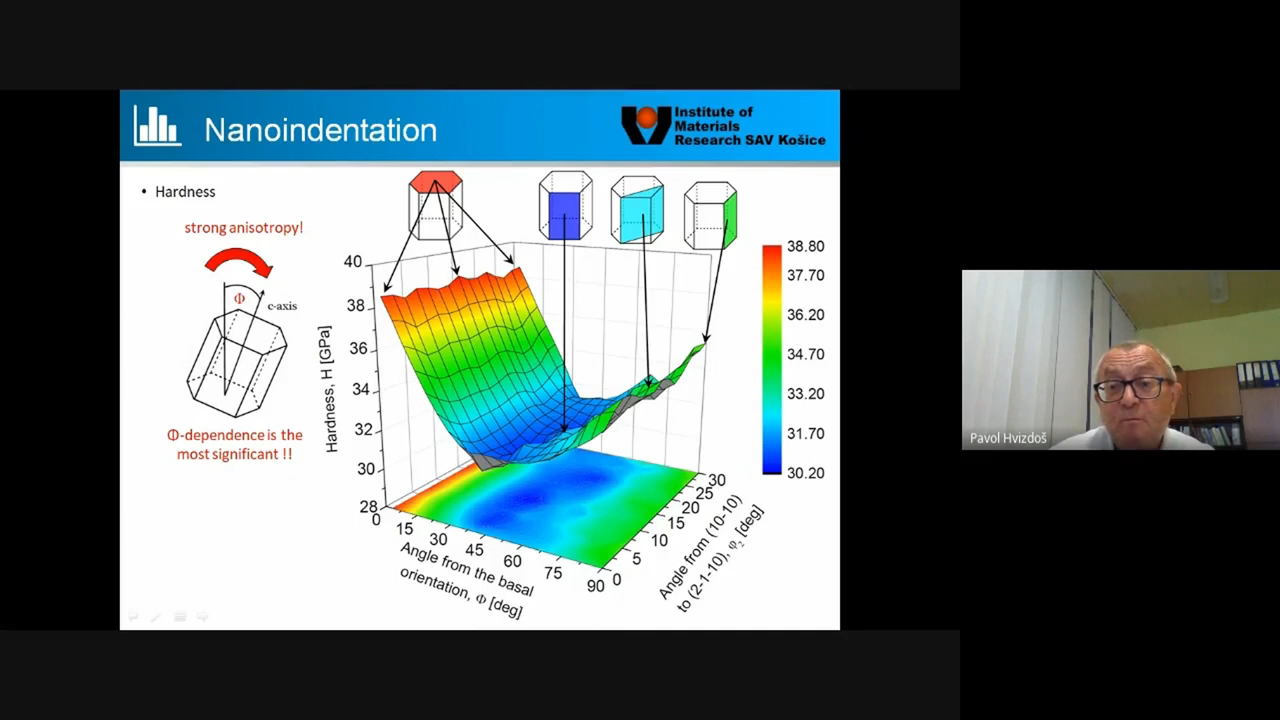 Nanoindentation
Institute of
Materials
Research SAV Košice
• Hardness
strong anisotropy!
Φ
c-axis
Φ-dependence is the
most significant !!
40
38
36
34
32
30
28
Hardness, H [GPa]
0
15
30
45
60
75
90
Angle from the basal
orientation, Φ [deg]
0
5
10
15
20
25
30
Angle from (10-10)
to (2-1-10), φ2 [deg]
38.80
37.70
36.20
34.70
33.20
31.70
30.20
Pavol Hvizdoš